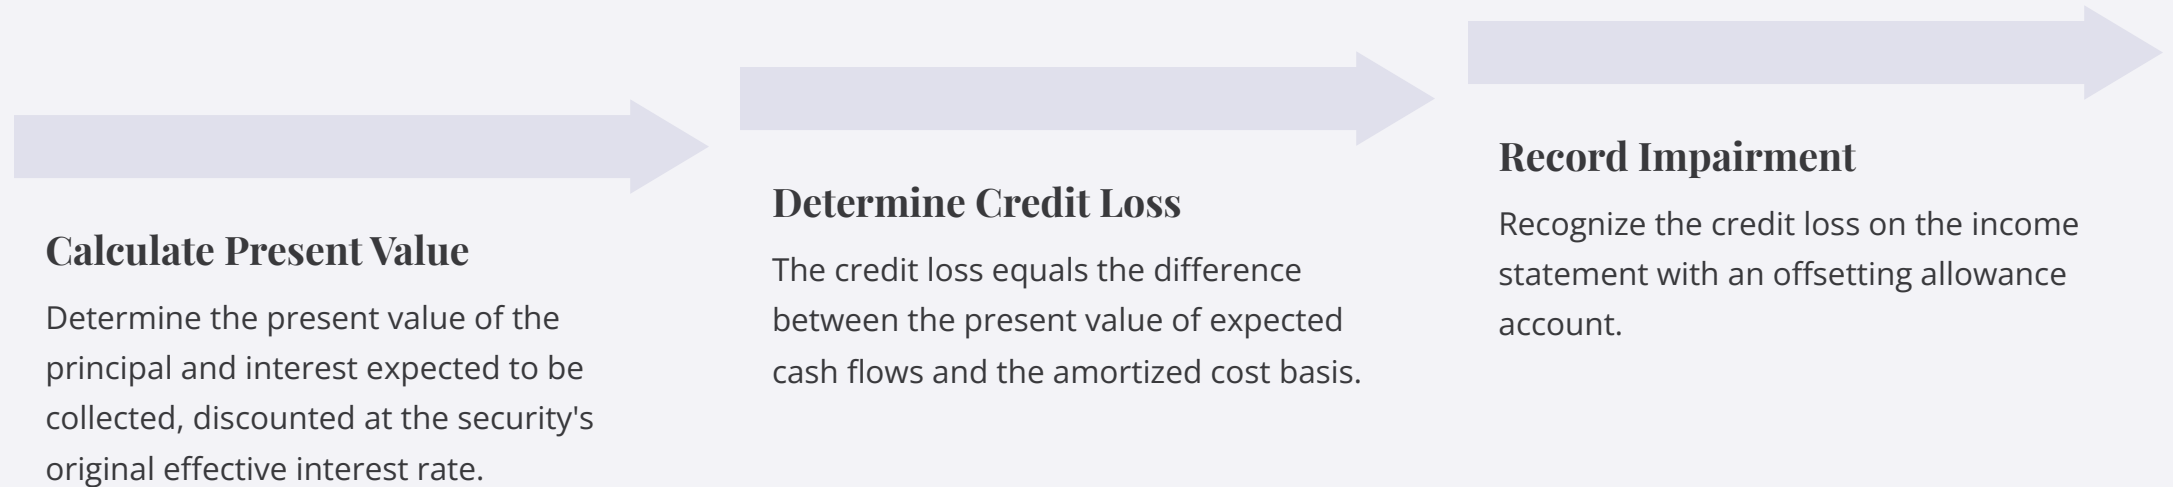 Calculate Present Value
Determine the present value of the
principal and interest expected to be
collected, discounted at the security's
original effective interest rate.
Determine Credit Loss
The credit loss equals the difference
between the present value of expected
cash flows and the amortized cost basis.
Record Impairment
Recognize the credit loss on the income
statement with an offsetting allowance
account.